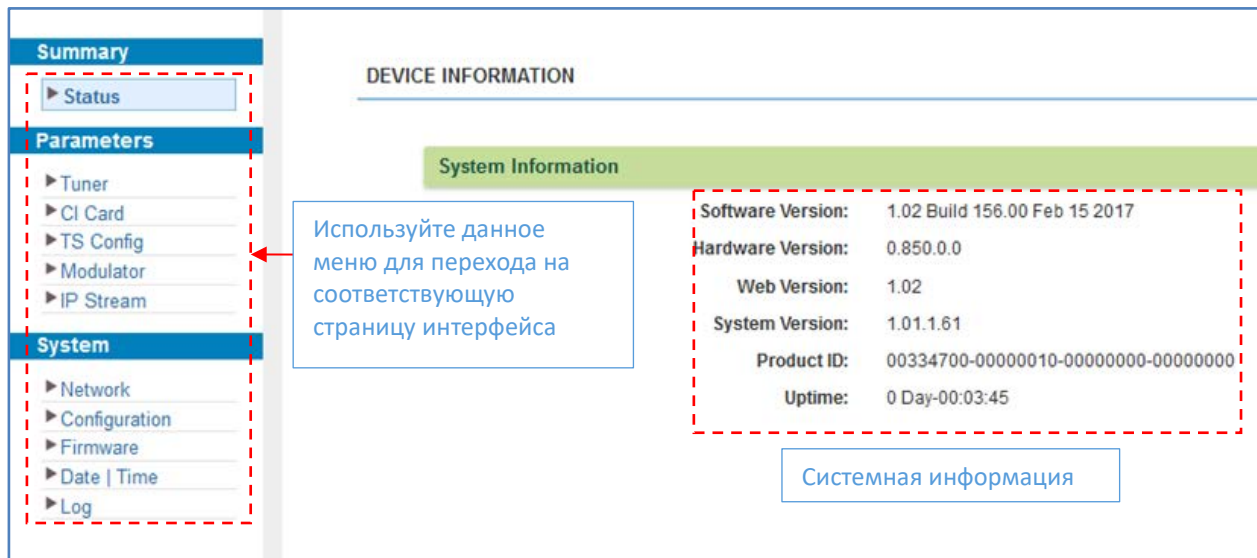 Summary
Status
Parameters
Tuner
CI Card
TS Config
Modulator
IP Stream
System
Network
Configuration
Firmware
Date | Time
Log
Используйте данное
меню для перехода на
соответствующую
страницу интерфейса
DEVICE INFORMATION
System Information
Software Version: 1.02 Build 156.00 Feb 15 2017
Hardware Version: 0.850.0.0
Web Version: 1.02
System Version: 1.01.1.61
Product ID: 00334700-00000010-00000000-00000000
Uptime: 0 Day-00:03:45
Системная информация